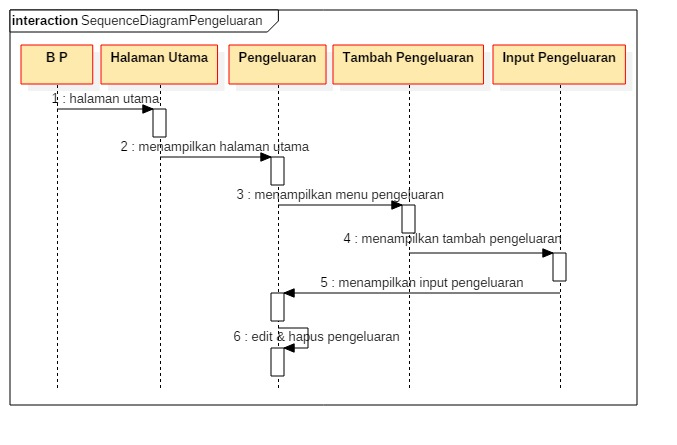 interaction SequenceDiagramPengeluaran
B P
Halaman Utama
Pengeluaran
Tambah Pengeluaran
Input Pengeluaran
1 : halaman utama
2 : menampilkan halaman utama
3 : menampilkan menu pengeluaran
4 : menampilkan tambah pengeluaran
5 : menampilkan input pengeluaran
6 : edit & hapus pengeluaran